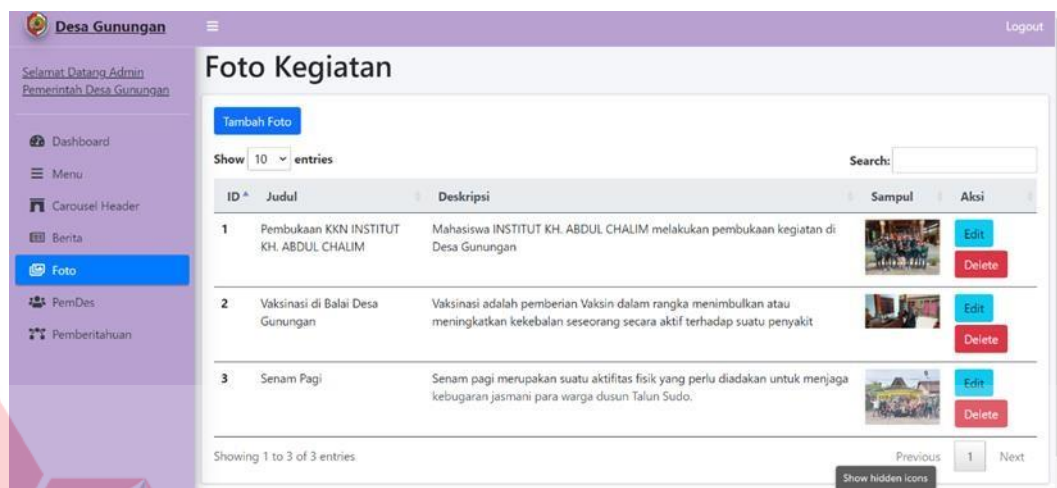 Desa Gunungan
Logout
Selamat Datang Admin
Pemerintah Desa Gunungan
Dashboard
Menu
Carousel Header
Berita
Foto
PemDes
Pemberitahuan
Foto Kegiatan
Tambah Foto
Show 10 entries
Search:
ID Judul Deskripsi Sampul Aksi
1 Pembukaan KKN INSTITUT Mahasiswa INSTITUT KH. ABDUL CHALIM melakukan pembukaan kegiatan di Edit
KH. ABDUL CHALIM Desa Gunungan Delete
2 Vaksinasi di Balai Desa Vaksinasi adalah pemberian Vaksin dalam rangka menimbulkan atau Edit
Gunungan meningkatkan kekebalan seseorang secara aktif terhadap suatu penyakit Delete
3 Senam Pagi Senam pagi merupakan suatu aktifitas fisik yang perlu diadakan untuk menjaga Edit
kebugaran jasmani para warga dusun Talun Sudo. Delete
Showing 1 to 3 of 3 entries
Previous 1 Next
Show hidden icons